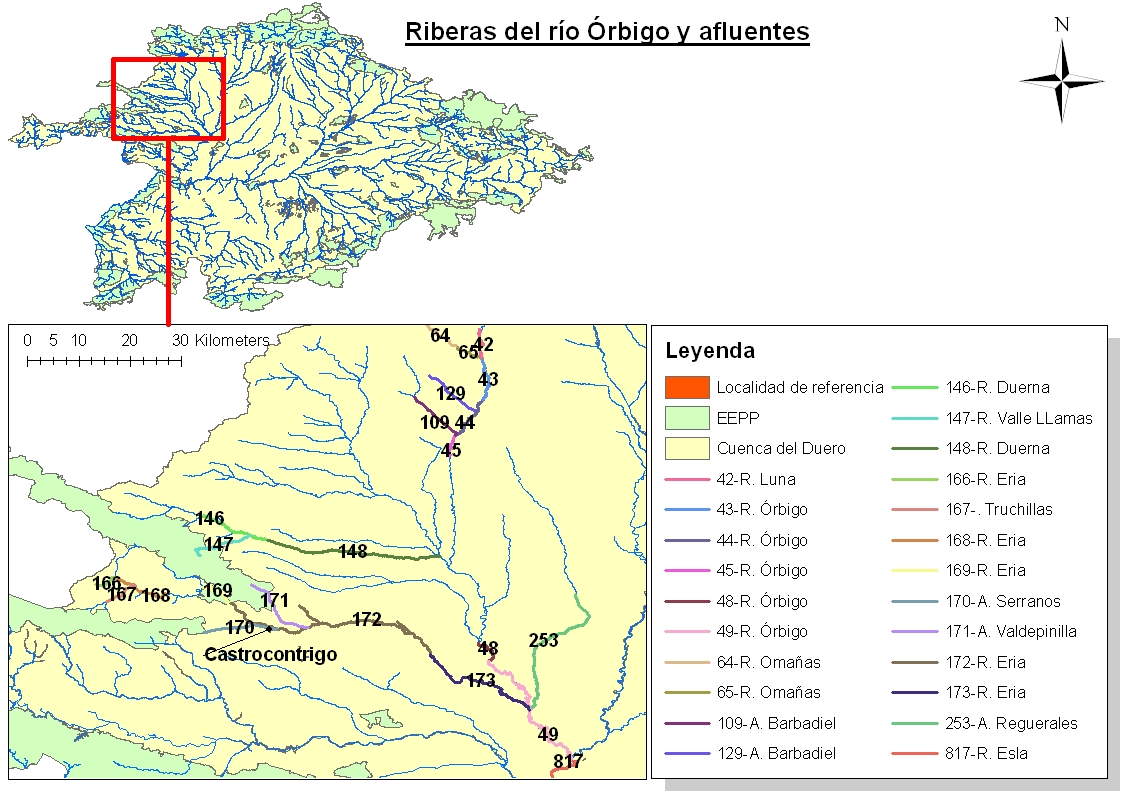 Riberas del río Órbigo y afluentes
N
0 5 10 20 30 Kilometers
64
42
65
43
129
109 44
45
146
147
148
166
167 168
169
171
170
172
Castrocontrigo
48
253
173
49
817
Leyenda
Localidad de referencia
EEPP
Cuenca del Duero
42-R. Luna
43-R. Órbigo
44-R. Órbigo
45-R. Órbigo
48-R. Órbigo
49-R. Órbigo
64-R. Omañas
65-R. Omañas
109-A. Barbadiel
129-A. Barbadiel
146-R. Duerna
147-R. Valle LLamas
148-R. Duerna
166-R. Eria
167-. Truchillas
168-R. Eria
169-R. Eria
170-A. Serranos
171-A. Valdepinilla
172-R. Eria
173-R. Eria
253-A. Reguerales
817-R. Esla